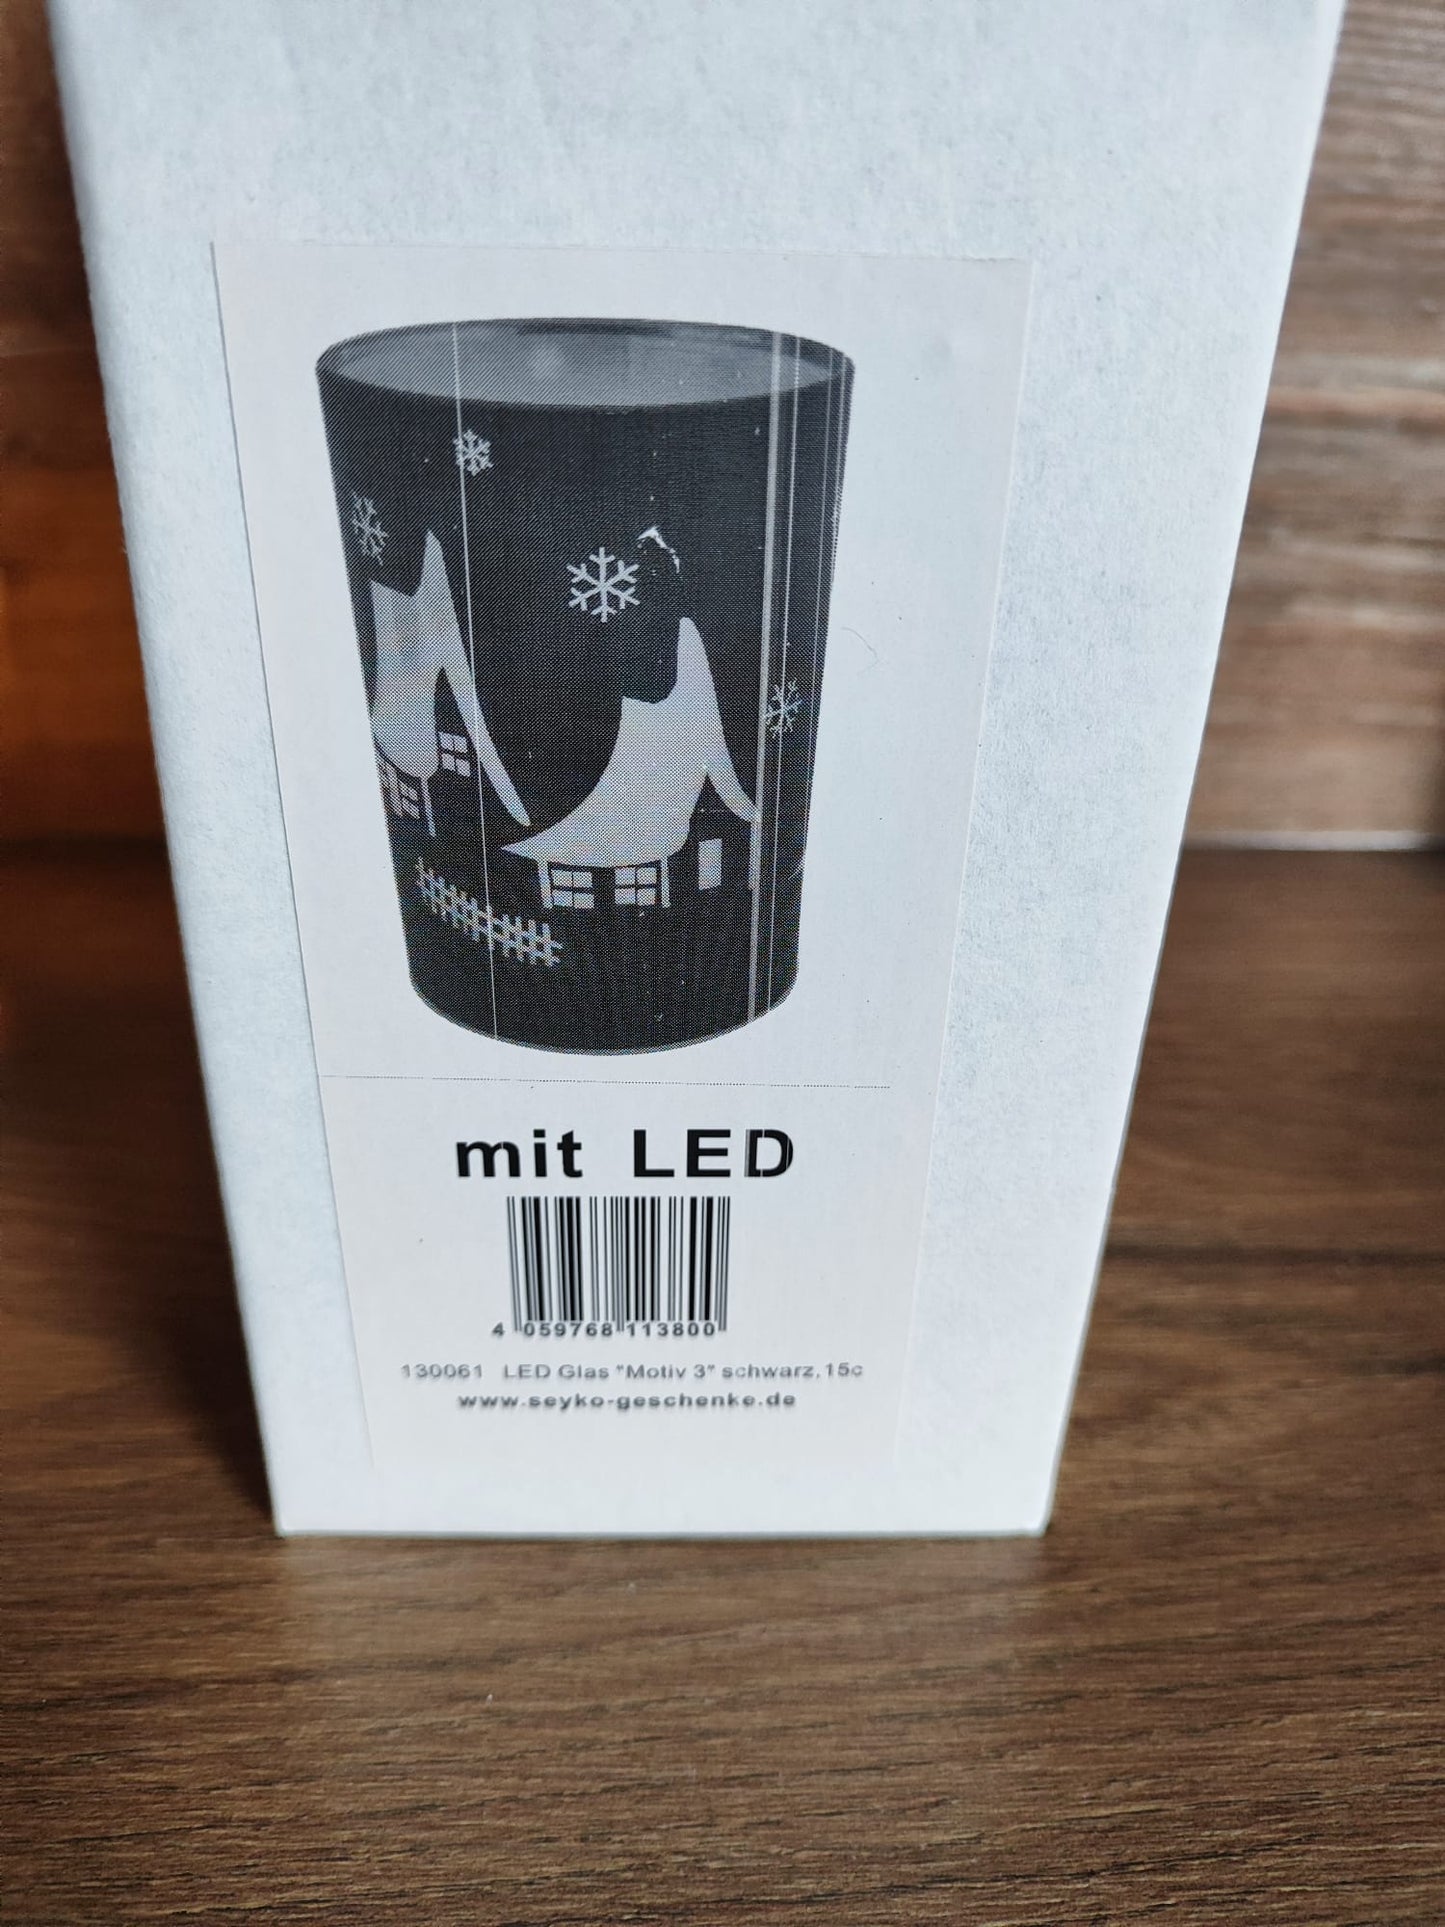 mit LED
4 059768 113800
130061 LED Glas "Motiv 3" schwarz, 15c
www.seyko-geschenke.de